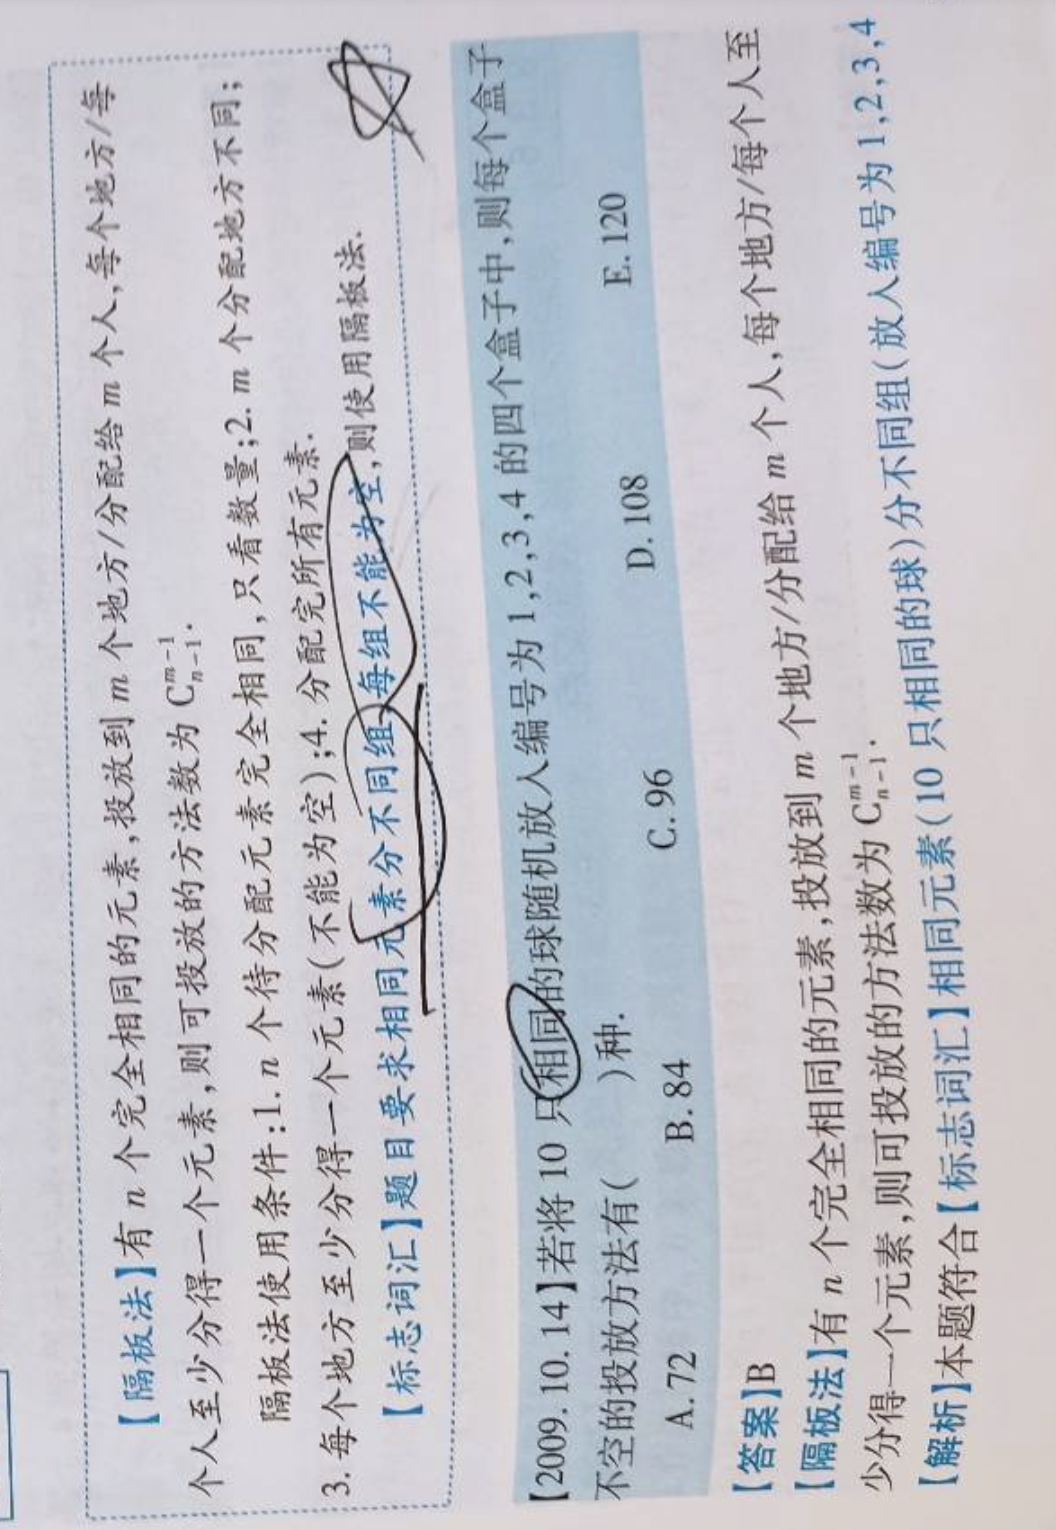 【隔板法】有 n 个完全相同的元素,投放到 m 个地方/分配给 m 个人,每个地方/每
个人至少分得一个元素,则可投放的方法数为 C_{n-1}^{m-1}.
隔板法使用条件:1. n 个待分配元素完全相同,只看数量;2. m 个分配地方不同;
3. 每个地方至少分得一个元素(不能为空);4. 分配完所有元素.
【标志词汇】题目要求相同元素分不同组,每组不能为空,则使用隔板法.
【2009.10.14】若将 10 只相同的球随机放入编号为 1,2,3,4 的四个盒子中,则每个盒子
不空的投放方法有( )种.
A. 72 B. 84 C. 96 D. 108 E. 120
【答案】B
【隔板法】有 n 个完全相同的元素,投放到 m 个地方/分配给 m 个人,每个地方/每个人至
少分得一个元素,则可投放的方法数为 C_{n-1}^{m-1}.
【解析】本题符合【标志词汇】相同元素(10 只相同的球)分不同组(放入编号为 1,2,3,4